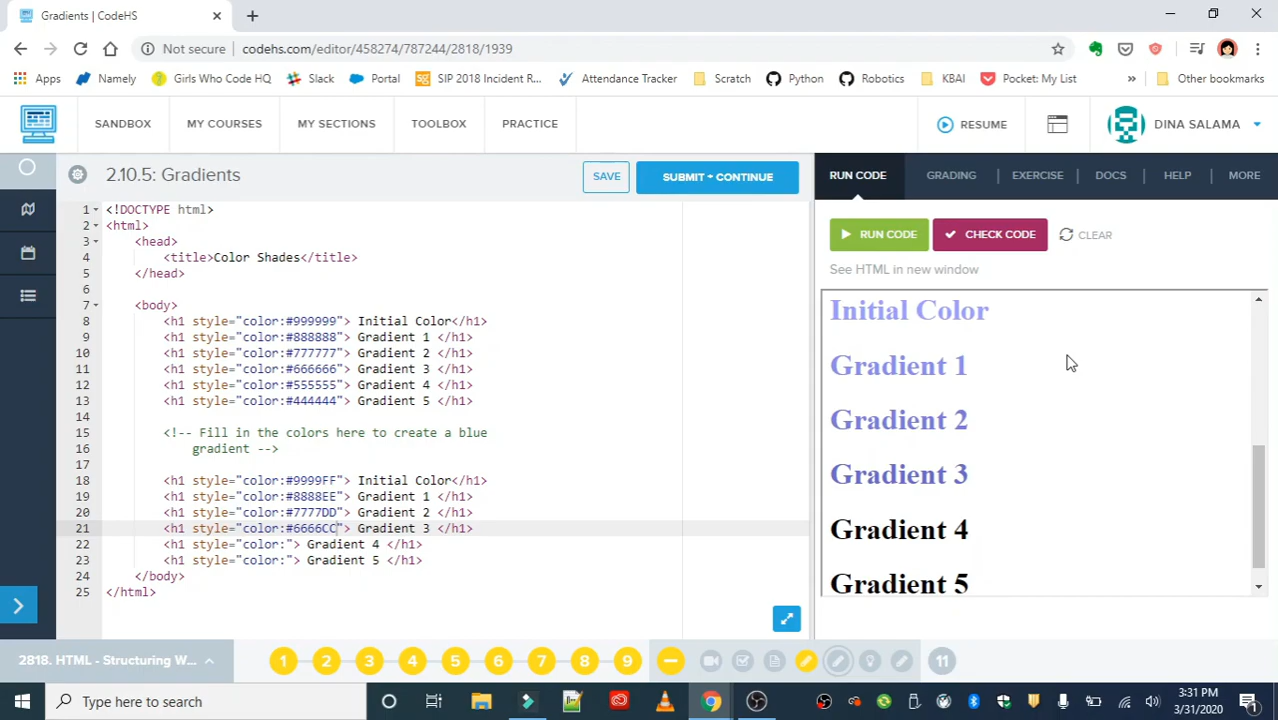 Gradients | CodeHS
Not secure codehs.com/editor/458274/787244/2818/1939
Apps Namely Girls Who Code HQ Slack Portal SIP 2018 Incident R... Attendance Tracker Scratch Python Robotics KBAI Pocket: My List » Other bookmarks
SANDBOX MY COURSES MY SECTIONS TOOLBOX PRACTICE RESUME DINA SALAMA
2.10.5: Gradients SAVE SUBMIT + CONTINUE RUN CODE GRADING EXERCISE DOCS HELP MORE
RUN CODE CHECK CODE CLEAR
See HTML in new window
1 <!DOCTYPE html>
2 <html>
3 <head>
4 <title>Color Shades</title>
5 </head>
6
7 <body>
8 <h1 style="color:#999999"> Initial Color</h1>
9 <h1 style="color:#888888"> Gradient 1 </h1>
10 <h1 style="color:#777777"> Gradient 2 </h1>
11 <h1 style="color:#666666"> Gradient 3 </h1>
12 <h1 style="color:#555555"> Gradient 4 </h1>
13 <h1 style="color:#444444"> Gradient 5 </h1>
14
15 <!-- Fill in the colors here to create a blue
16 gradient -->
17
18 <h1 style="color:#9999FF"> Initial Color</h1>
19 <h1 style="color:#8888EE"> Gradient 1 </h1>
20 <h1 style="color:#7777DD"> Gradient 2 </h1>
21 <h1 style="color:#6666CC"> Gradient 3 </h1>
22 <h1 style="color:"> Gradient 4 </h1>
23 <h1 style="color:"> Gradient 5 </h1>
24 </body>
25 </html>
Initial Color
Gradient 1
Gradient 2
Gradient 3
Gradient 4
Gradient 5
2818. HTML - Structuring W... 1 2 3 4 5 6 7 8 9 11
Type here to search
3:31 PM
3/31/2020